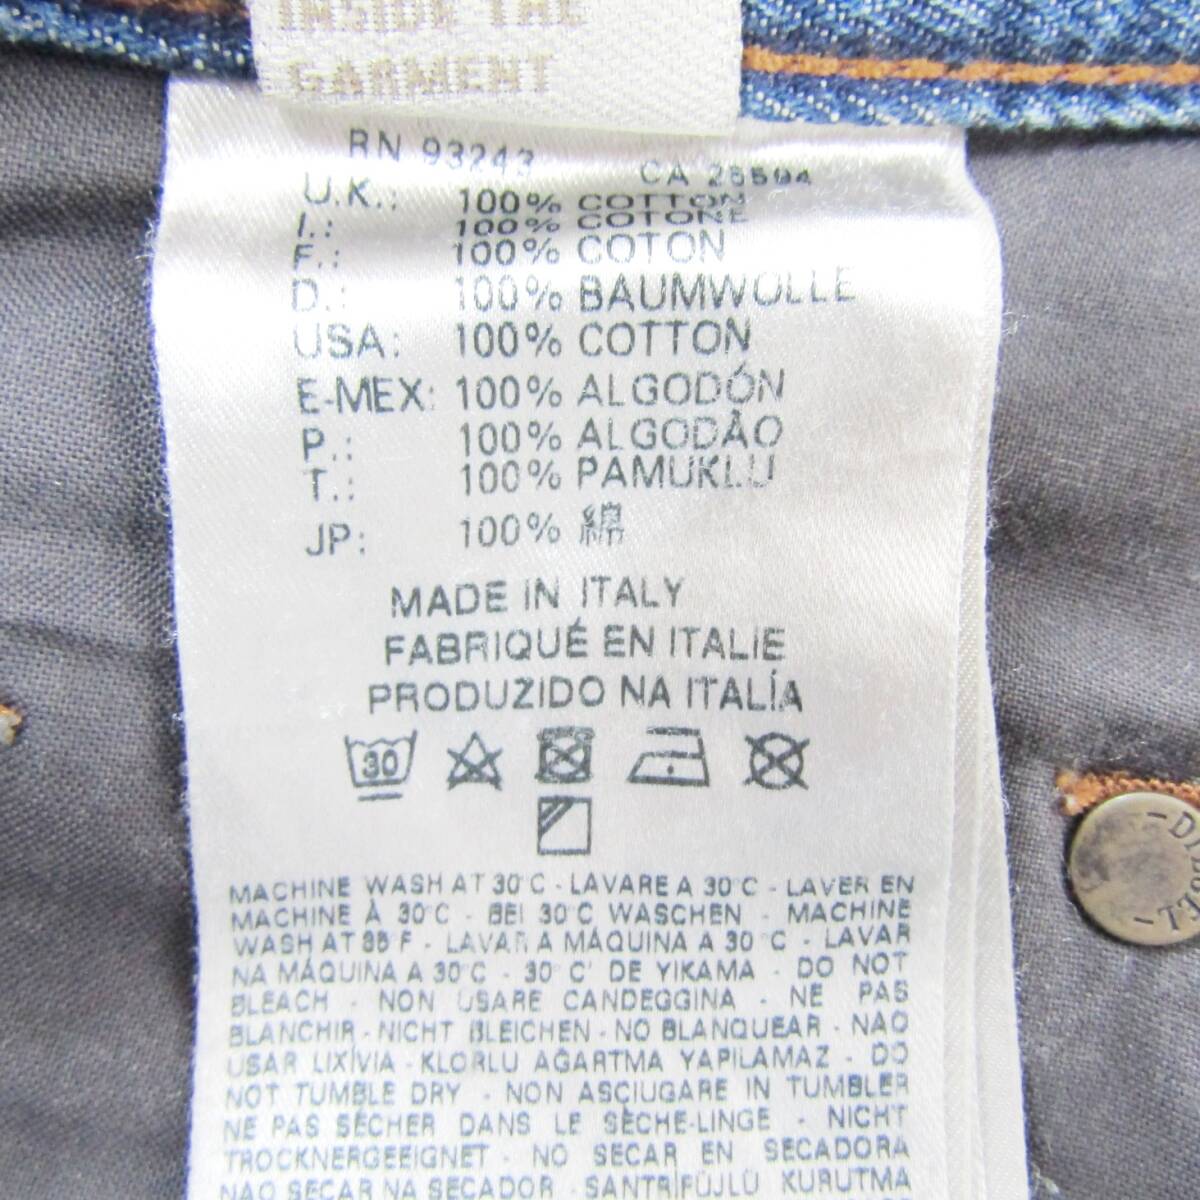 INSIDE THE
GARMENT
RN 93243 CA 25594
U.K.: 100% COTTON
I.: 100% COTONE
F.: 100% COTON
D.: 100% BAUMWOLLE
USA: 100% COTTON
E-MEX: 100% ALGODÓN
P.: 100% ALGODÃO
T.: 100% PAMUKLU
JP: 100% 綿
MADE IN ITALY
FABRIQUÉ EN ITALIE
PRODUZIDO NA ITALÍA
30
MACHINE WASH AT 30°C - LAVARE A 30°C - LAVER EN
MACHINE À 30°C - BEI 30°C WASCHEN - MACHINE
WASH AT 85°F - LAVAR A MÁQUINA A 30°C - LAVAR
NA MÁQUINA A 30°C - 30°C' DE YIKAMA - DO NOT
BLEACH - NON USARE CANDEGGINA - NE PAS
BLANCHIR - NICHT BLEICHEN - NO BLANQUEAR - NAO
USAR LIXÍVIA - KLORLU AĞARTMA YAPILAMAZ - DO
NOT TUMBLE DRY - NON ASCIUGARE IN TUMBLER
NE PAS SÉCHER DANS LE SÈCHE-LINGE - NICHT
TROCKNERGEEIGNET - NO SECAR EN SECADORA
NAO SECAR NA SECADOR - SANTRİFÜJLÜ KURUTMA